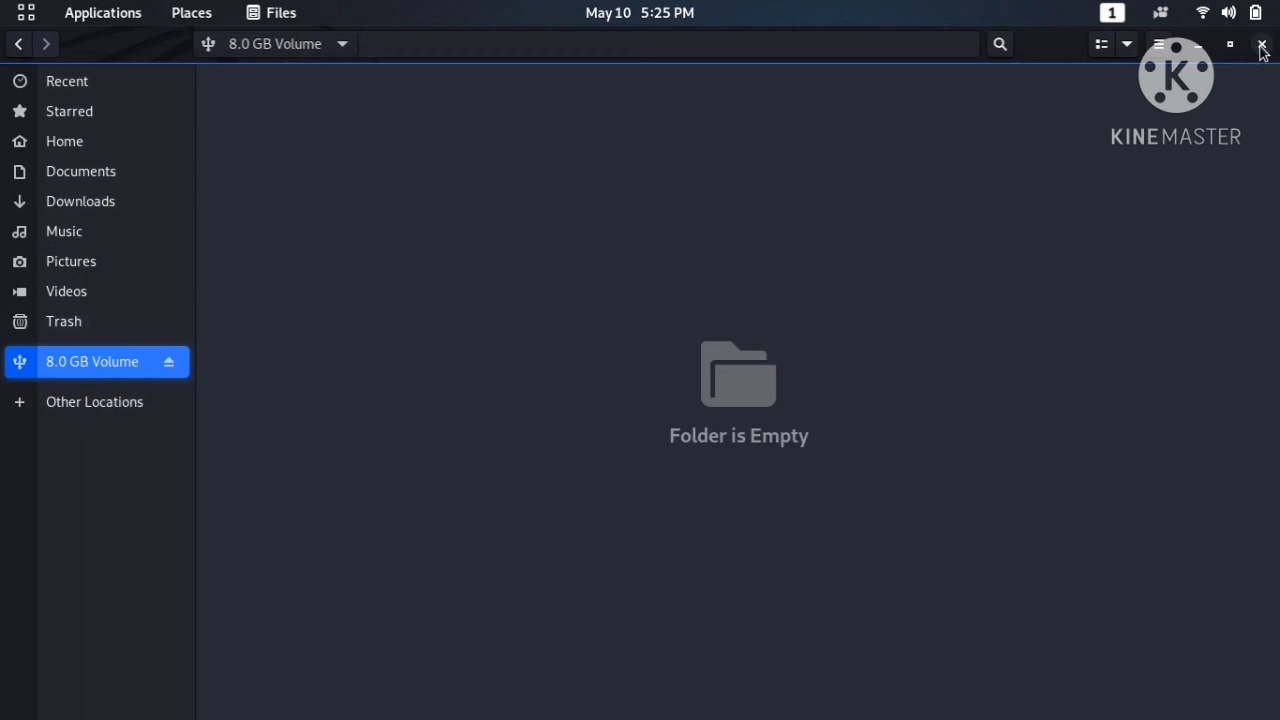 Applications Places Files May 10 5:25 PM 1
8.0 GB Volume
K
KINEMASTER
Recent
Starred
Home
Documents
Downloads
Music
Pictures
Videos
Trash
8.0 GB Volume
Other Locations
Folder is Empty